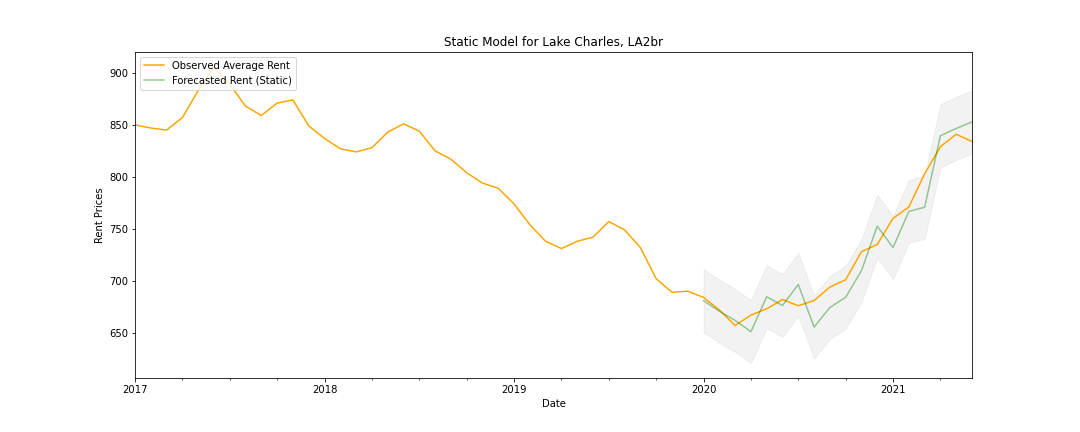 Static Model for Lake Charles, LA2br
Observed Average Rent
Forecasted Rent (Static)
900
850
800
750
700
650
Rent Prices
2017
2018
2019
2020
2021
Date